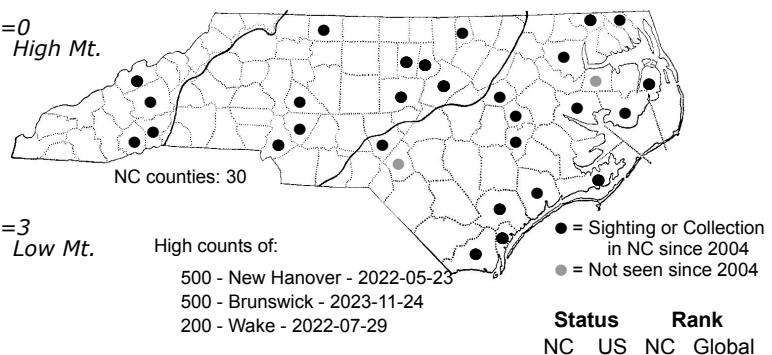 =0
High Mt.
NC counties: 30
=3
Low Mt.
High counts of:
500 - New Hanover - 2022-05-23
500 - Brunswick - 2023-11-24
200 - Wake - 2022-07-29
= Sighting or Collection
in NC since 2004
= Not seen since 2004
Status Rank
NC US NC Global